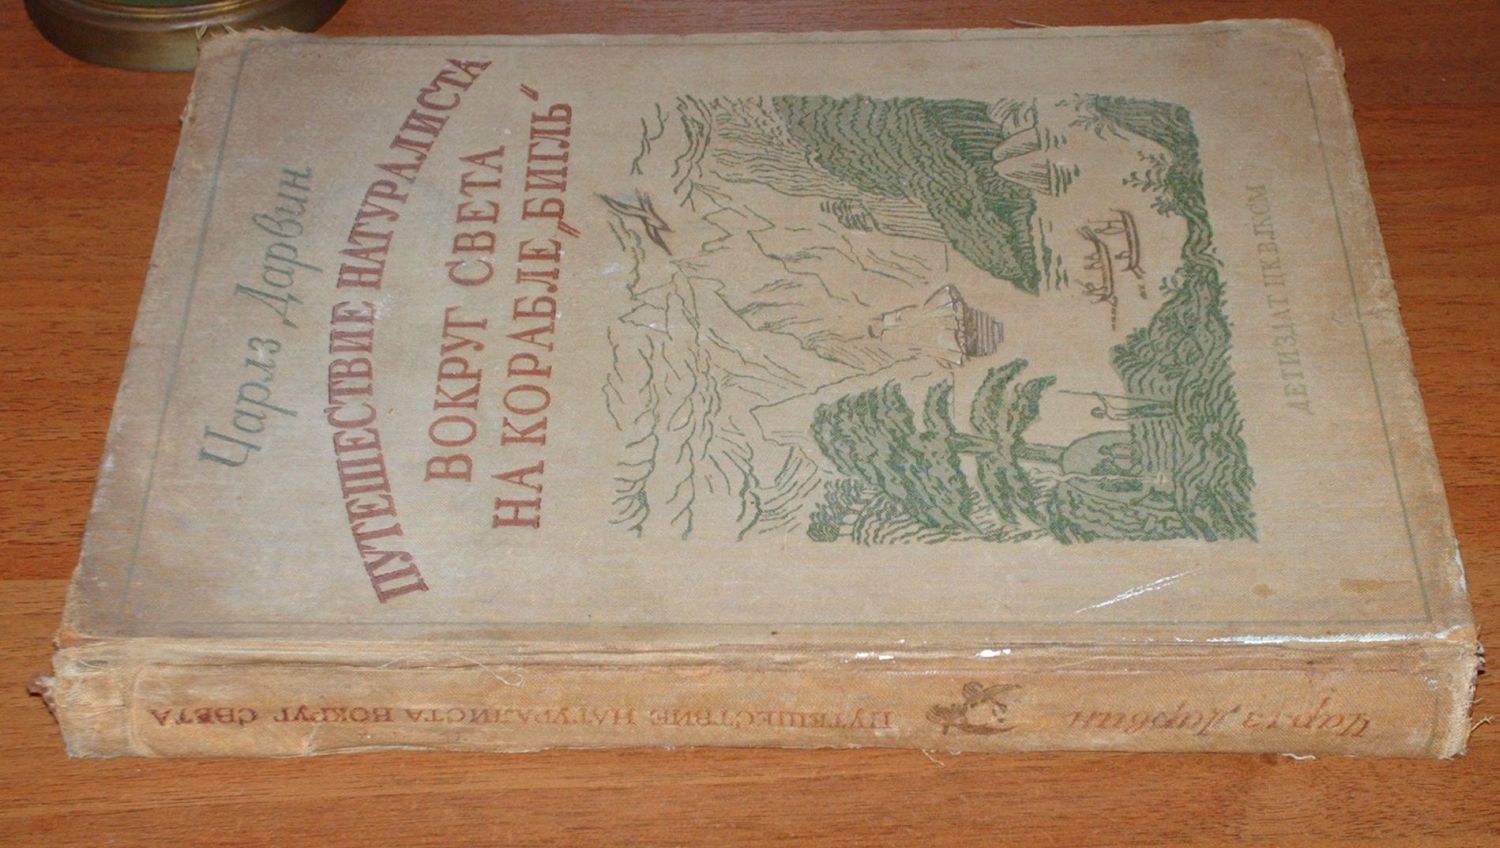 Чарлз Дарвин
ПУТЕШЕСТВИЕ НАТУРАЛИСТА
ВОКРУГ СВЕТА
НА КОРАБЛЕ „БИГЛЬ“
ДЕТИЗДАТ ЦК ВЛКСМ
Чарлз Дарвин
ПУТЕШЕСТВИЕ НАТУРАЛИСТА ВОКРУГ СВЕТА